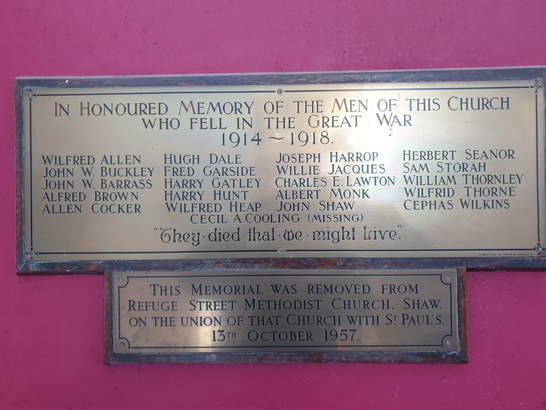 IN HONOURED MEMORY OF THE MEN OF THIS CHURCH
WHO FELL IN THE GREAT WAR
1914 ~ 1918.
WILFRED ALLEN HUGH DALE JOSEPH HARROP HERBERT SEANOR
JOHN W. BUCKLEY FRED GARSIDE WILLIE JACQUES SAM STORAH
JOHN W. BARRASS HARRY GATLEY CHARLES E. LAWTON WILLIAM THORNLEY
ALFRED BROWN HARRY HUNT ALBERT MONK WILFRID THORNE
ALLEN COCKER WILFRED HEAP JOHN SHAW CEPHAS WILKINS
CECIL A. COOLING (MISSING)
"They·died·that·we·might·live".
THIS MEMORIAL WAS REMOVED FROM
REFUGE STREET METHODIST CHURCH, SHAW,
ON THE UNION OF THAT CHURCH WITH ST PAUL'S.
13TH OCTOBER 1957.